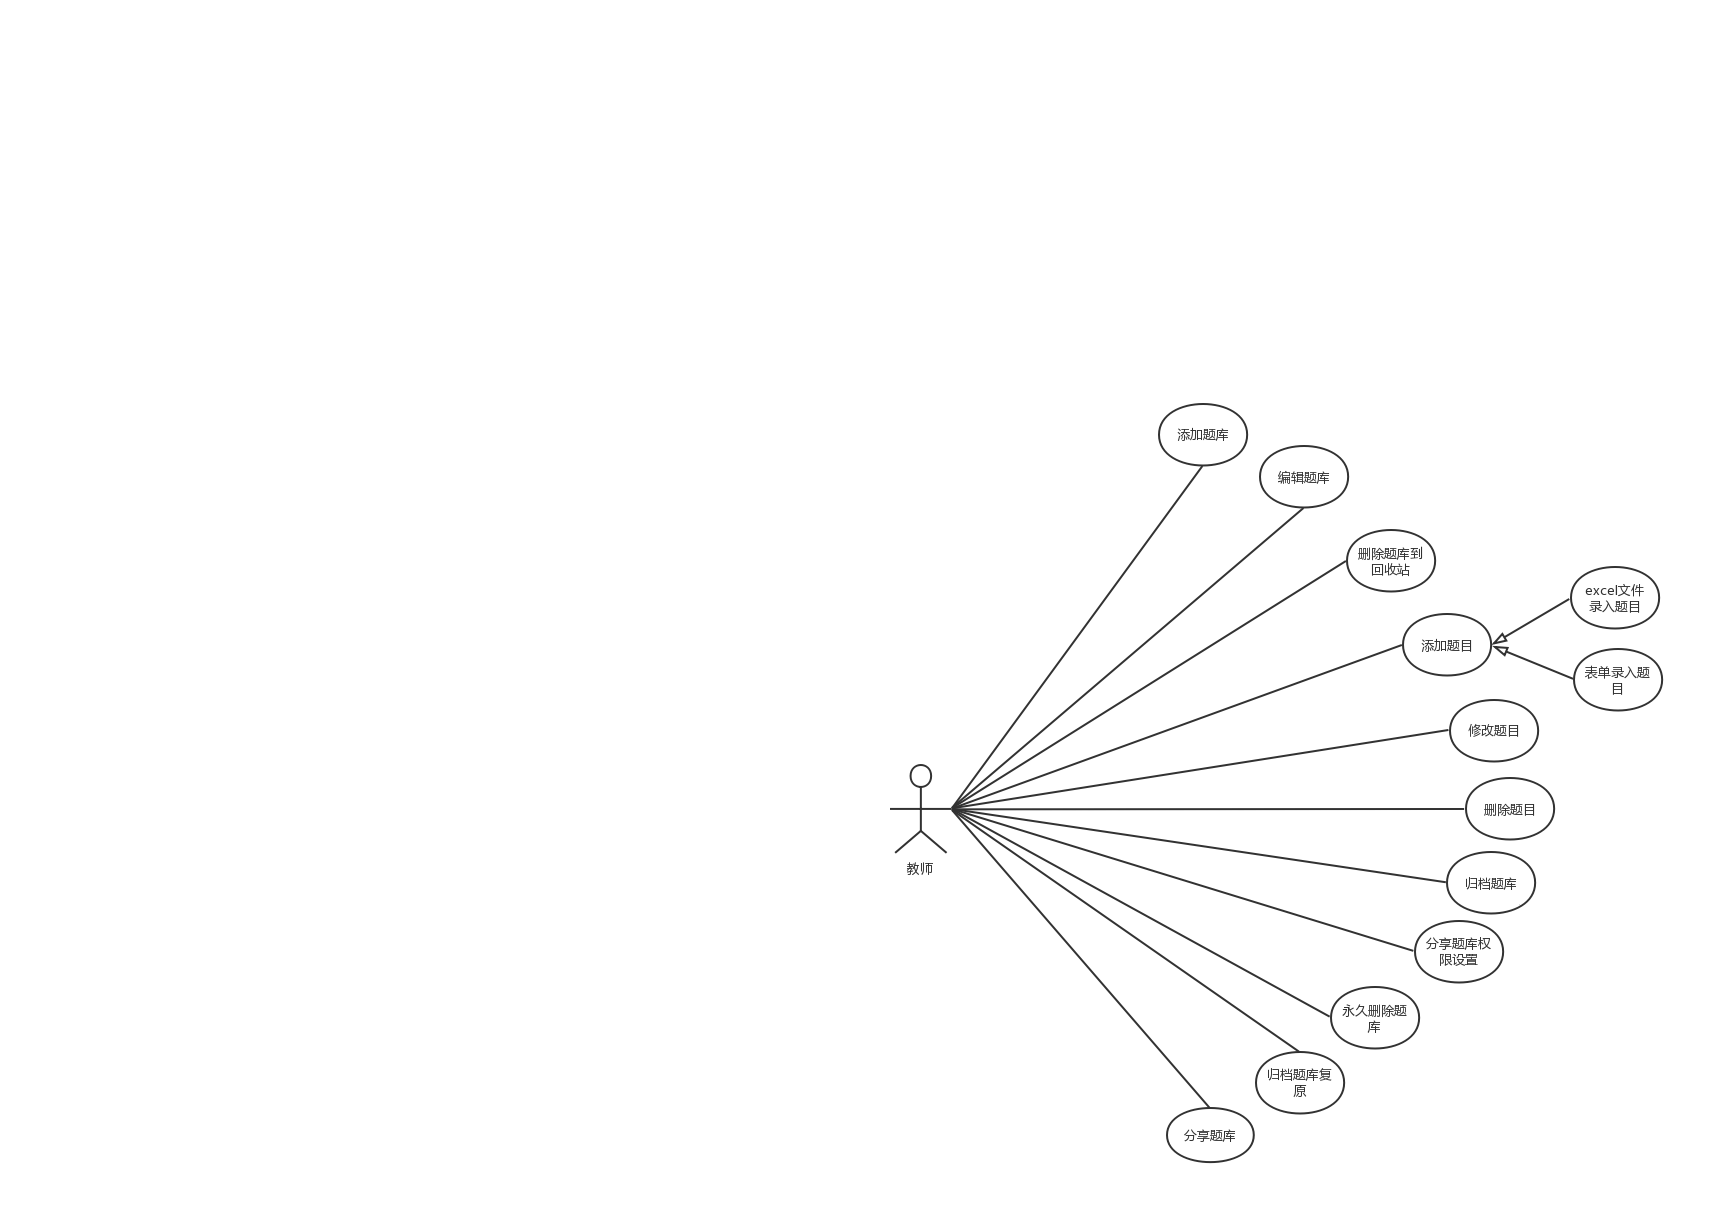 添加题库
编辑题库
删除题库到
回收站
excel文件
录入题目
添加题目
表单录入题
目
修改题目
删除题目
教师
归档题库
分享题库权
限设置
永久删除题
库
归档题库复
原
分享题库